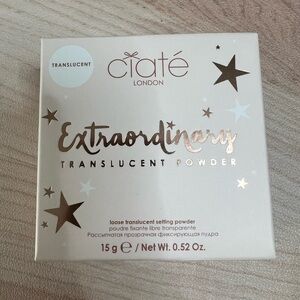 TRANSLUCENT
ciaté
LONDON
Extraordinary
TRANSLUCENT POWDER
loose translucent setting powder
poudre fixante libre transparente
Рассыпчатая прозрачная фиксирующая пудра
15 g ℮ / Net Wt. 0.52 Oz.